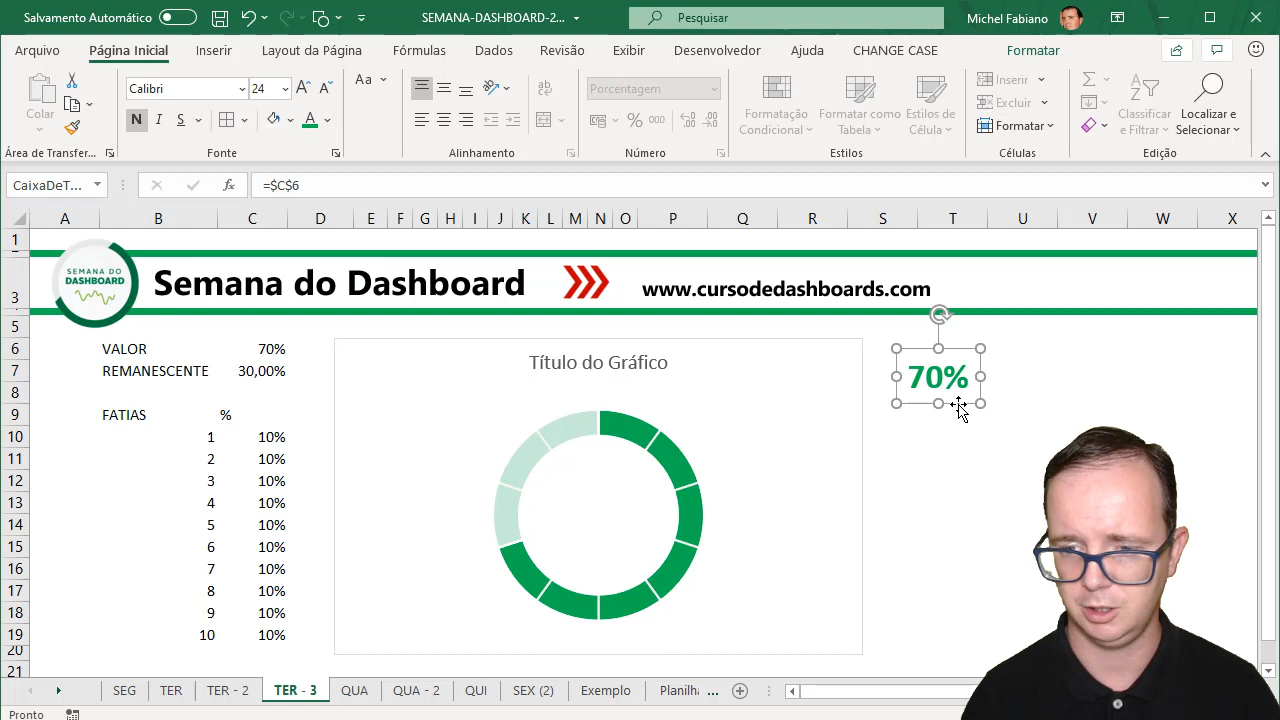 Salvamento Automático
SEMANA-DASHBOARD-2...
Pesquisar
Michel Fabiano
Arquivo
Página Inicial
Inserir
Layout da Página
Fórmulas
Dados
Revisão
Exibir
Desenvolvedor
Ajuda
CHANGE CASE
Formatar
Colar
Calibri
24
Aa
N I S
A
ab
Porcentagem
% 000
Formatação Condicional
Formatar como Tabela
Estilos de Célula
Inserir
Excluir
Formatar
Classificar e Filtrar
Localizar e Selecionar
Área de Transfer...
Fonte
Alinhamento
Número
Estilos
Células
Edição
CaixaDeT...
fx
=$C$6
A B C D E F G H I J K L M N O P Q R S T U V W X
1
3
SEMANA DO
DASHBOARD
Semana do Dashboard
www.cursodedashboards.com
5
6 VALOR 70%
7 REMANESCENTE 30,00%
8
9 FATIAS %
10 1 10%
11 2 10%
12 3 10%
13 4 10%
14 5 10%
15 6 10%
16 7 10%
17 8 10%
18 9 10%
19 10 10%
20
21
Título do Gráfico
70%
SEG
TER
TER - 2
TER - 3
QUA
QUA - 2
QUI
SEX (2)
Exemplo
Planilha ...
Pronto